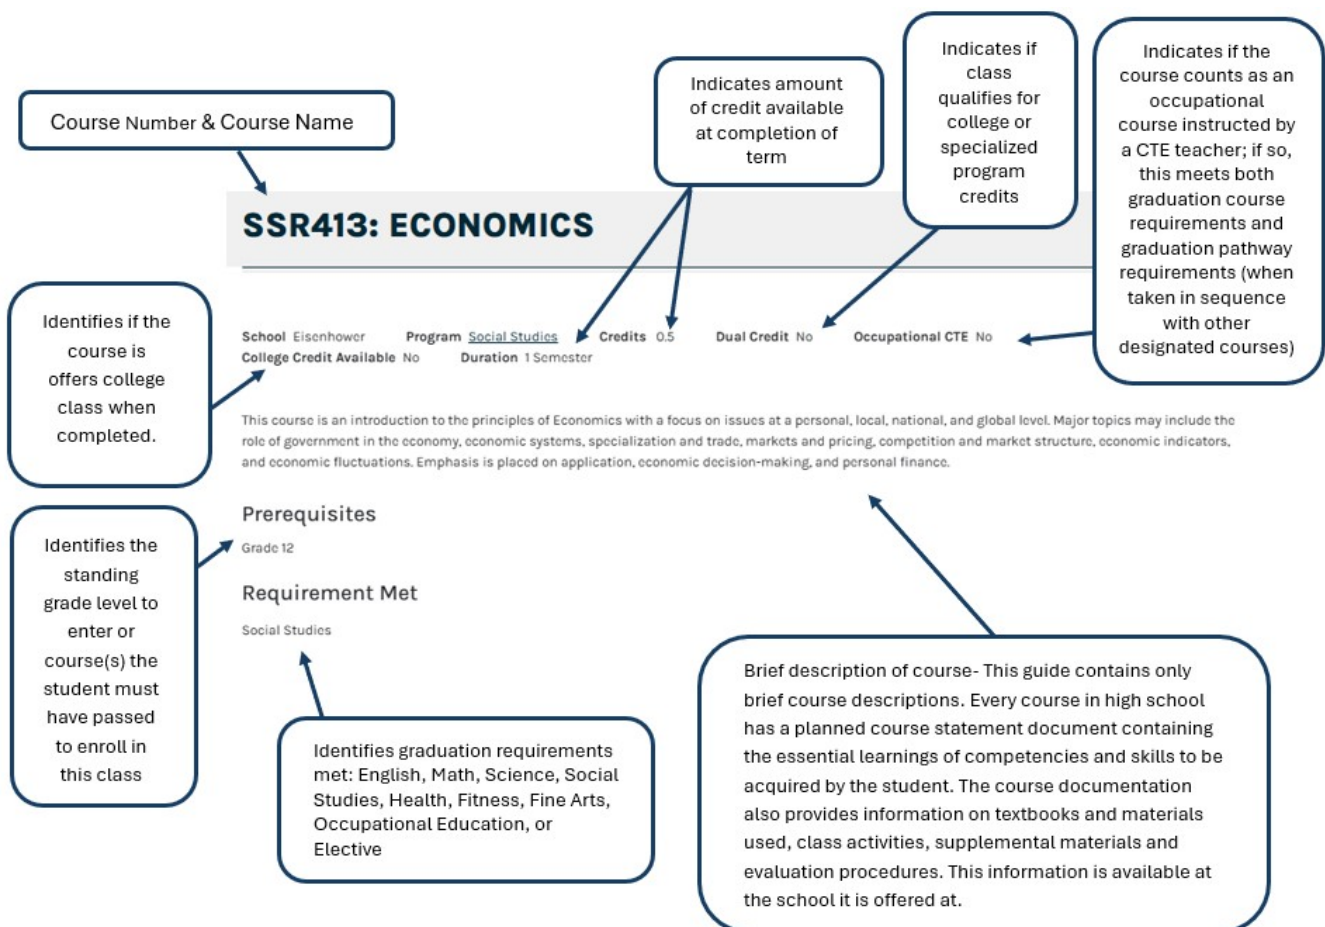 Course Number & Course Name
Indicates amount
of credit available
at completion of
term
Indicates if
class
qualifies for
college or
specialized
program
credits
Indicates if the
course counts as an
occupational
course instructed by
a CTE teacher; if so,
this meets both
graduation course
requirements and
graduation pathway
requirements (when
taken in sequence
with other
designated courses)
SSR413: ECONOMICS
Identifies if the
course is
offers college
class when
completed.
School Eisenhower Program Social Studies Credits 0.5 Dual Credit No Occupational CTE No
College Credit Available No Duration 1 Semester
This course is an introduction to the principles of Economics with a focus on issues at a personal, local, national, and global level. Major topics may include the
role of government in the economy, economic systems, specialization and trade, markets and pricing, competition and market structure, economic indicators,
and economic fluctuations. Emphasis is placed on application, economic decision-making, and personal finance.
Identifies the
standing
grade level to
enter or
course(s) the
student must
have passed
to enroll in
this class
Prerequisites
Grade 12
Requirement Met
Social Studies
Identifies graduation requirements
met: English, Math, Science, Social
Studies, Health, Fitness, Fine Arts,
Occupational Education, or
Elective
Brief description of course- This guide contains only
brief course descriptions. Every course in high school
has a planned course statement document containing
the essential learnings of competencies and skills to be
acquired by the student. The course documentation
also provides information on textbooks and materials
used, class activities, supplemental materials and
evaluation procedures. This information is available at
the school it is offered at.